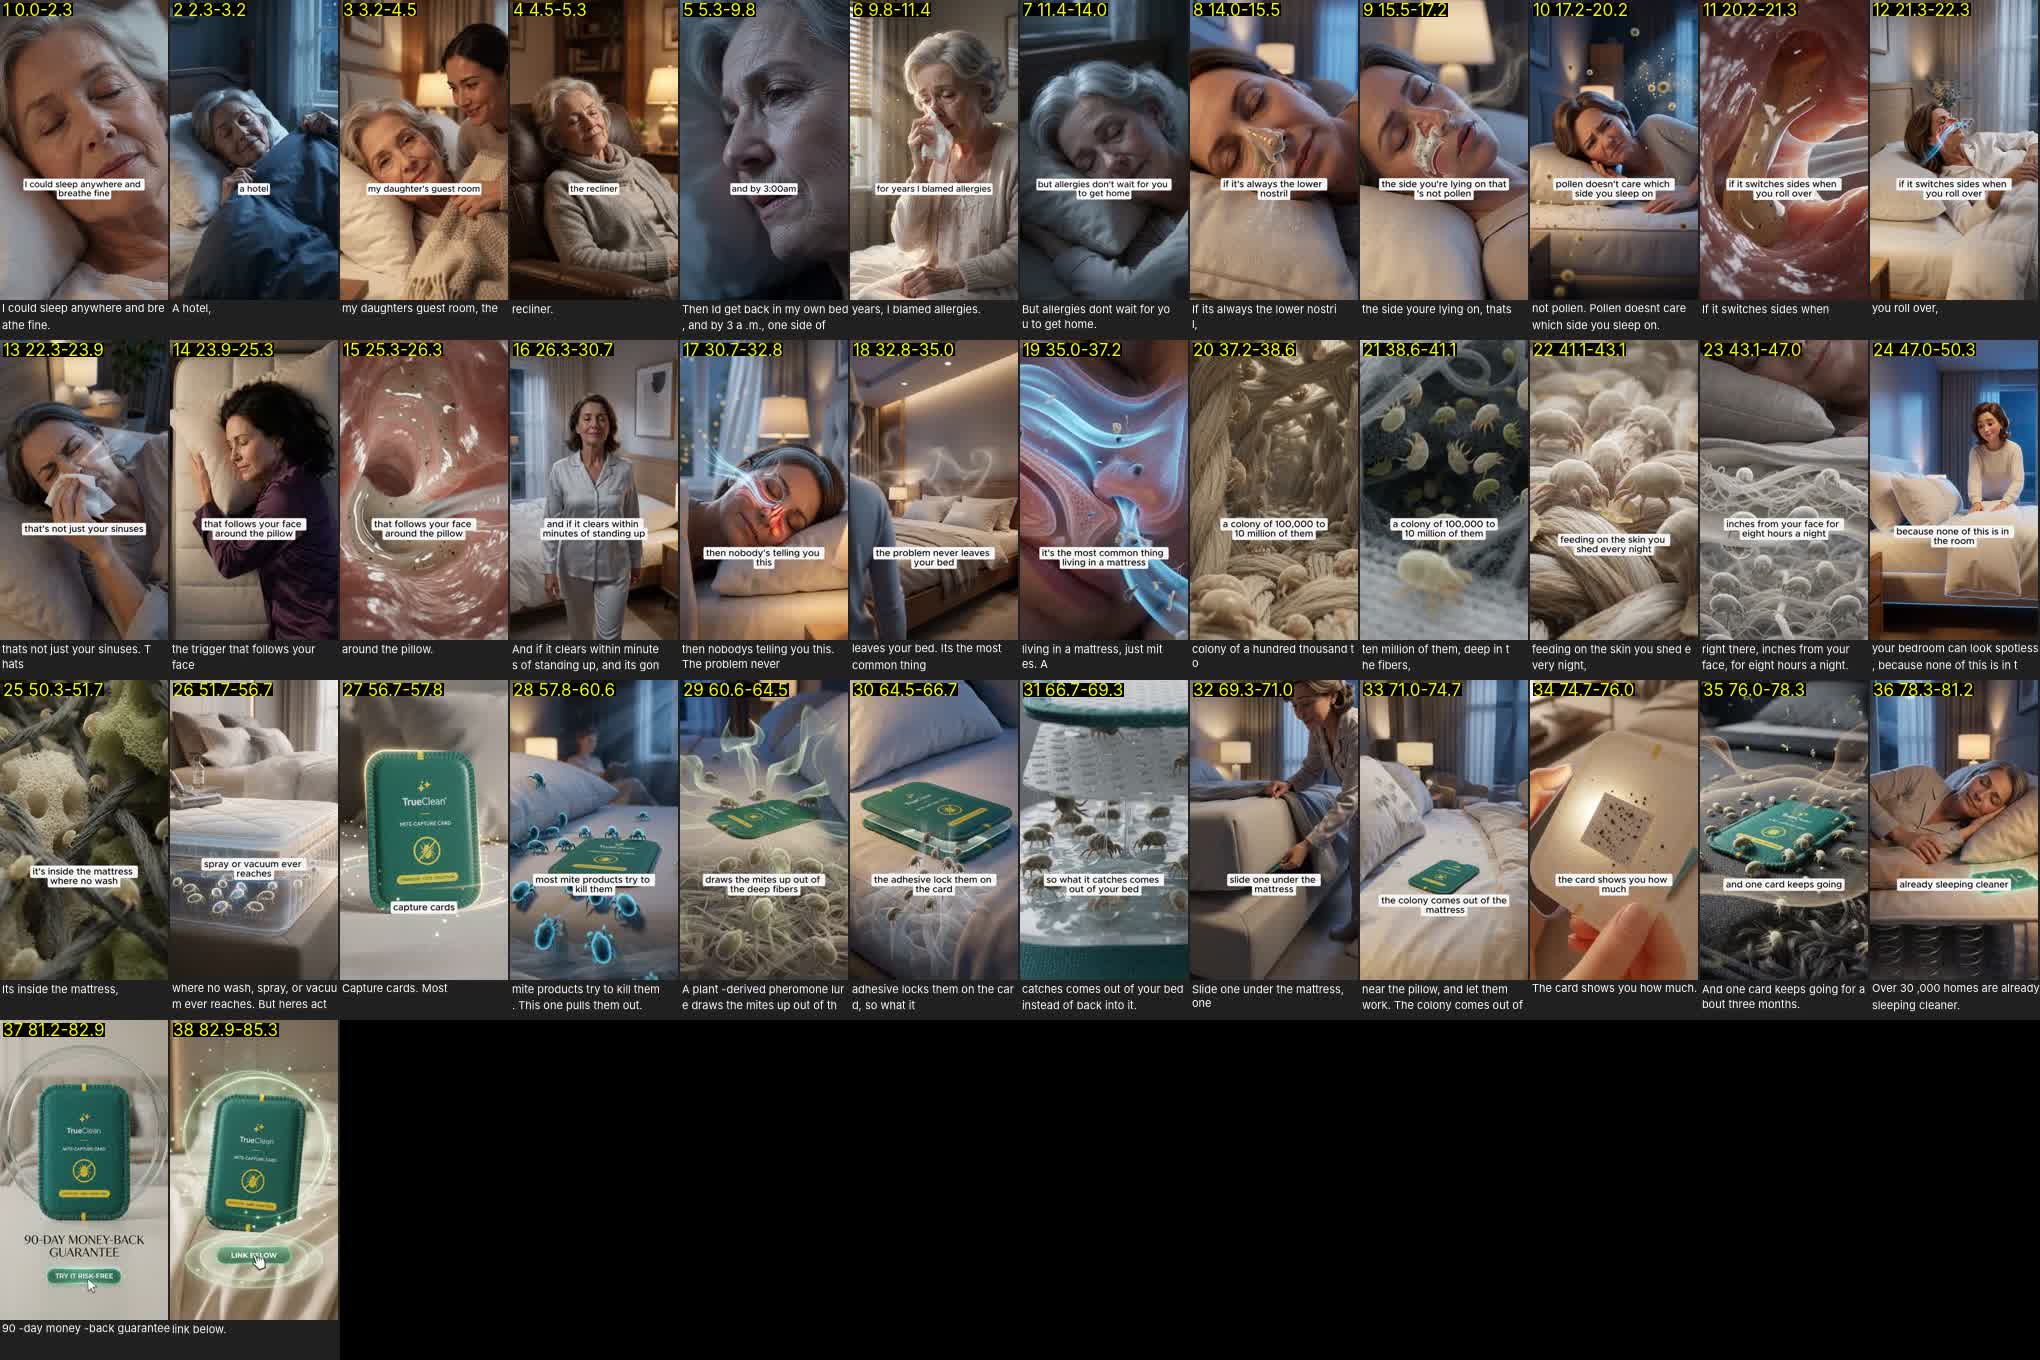 1 0.0-2.3
I could sleep anywhere and
breathe fine
I could sleep anywhere and bre
athe fine.
2 2.3-3.2
a hotel
A hotel,
3 3.2-4.5
my daughter's guest room
my daughters guest room, the
4 4.5-5.3
the recliner
recliner.
5 5.3-9.8
and by 3:00am
Then Id get back in my own bed
, and by 3 a .m., one side of
6 9.8-11.4
for years I blamed allergies
years, I blamed allergies.
7 11.4-14.0
but allergies don't wait for you
to get home
But allergies dont wait for yo
u to get home.
8 14.0-15.5
if it's always the lower
nostril
If its always the lower nostri
l,
9 15.5-17.2
the side you're lying on that
's not pollen
the side youre lying on, thats
10 17.2-20.2
pollen doesn't care which
side you sleep on
not pollen. Pollen doesnt care
which side you sleep on.
11 20.2-21.3
if it switches sides when
you roll over
If it switches sides when
12 21.3-22.3
if it switches sides when
you roll over
you roll over,
13 22.3-23.9
that's not just your sinuses
thats not just your sinuses. T
hats
14 23.9-25.3
that follows your face
around the pillow
the trigger that follows your
face
15 25.3-26.3
that follows your face
around the pillow
around the pillow.
16 26.3-30.7
and if it clears within
minutes of standing up
And if it clears within minute
s of standing up, and its gon
17 30.7-32.8
then nobody's telling you
this
then nobodys telling you this.
The problem never
18 32.8-35.0
the problem never leaves
your bed
leaves your bed. Its the most
common thing
19 35.0-37.2
it's the most common thing
living in a mattress
living in a mattress, just mit
es. A
20 37.2-38.6
a colony of 100,000 to
10 million of them
colony of a hundred thousand t
o
21 38.6-41.1
a colony of 100,000 to
10 million of them
ten million of them, deep in t
he fibers,
22 41.1-43.1
feeding on the skin you
shed every night
feeding on the skin you shed e
very night,
23 43.1-47.0
inches from your face for
eight hours a night
right there, inches from your
face, for eight hours a night.
24 47.0-50.3
because none of this is in
the room
your bedroom can look spotless
, because none of this is in t
25 50.3-51.7
it's inside the mattress
where no wash
Its inside the mattress,
26 51.7-56.7
spray or vacuum ever
reaches
where no wash, spray, or vacuu
m ever reaches. But heres act
27 56.7-57.8
TrueClean
MITE CAPTURE CARD
capture cards
Capture cards. Most
28 57.8-60.6
most mite products try to
kill them
mite products try to kill them
. This one pulls them out.
29 60.6-64.5
draws the mites up out of
the deep fibers
A plant -derived pheromone lur
e draws the mites up out of th
30 64.5-66.7
TrueClean
the adhesive lock them on
the card
adhesive locks them on the car
d, so what it
31 66.7-69.3
so what it catches comes
out of your bed
catches comes out of your bed
instead of back into it.
32 69.3-71.0
slide one under the
mattress
Slide one under the mattress,
one
33 71.0-74.7
the colony comes out of the
mattress
near the pillow, and let them
work. The colony comes out of
34 74.7-76.0
the card shows you how
much
The card shows you how much.
35 76.0-78.3
and one card keeps going
And one card keeps going for a
bout three months.
36 78.3-81.2
already sleeping cleaner
Over 30 ,000 homes are already
sleeping cleaner.
37 81.2-82.9
TrueClean
MITE CAPTURE CARD
90-DAY MONEY-BACK
GUARANTEE
TRY IT RISK-FREE
90 -day money -back guarantee
38 82.9-85.3
TrueClean
MITE CAPTURE CARD
LINK BELOW
link below.